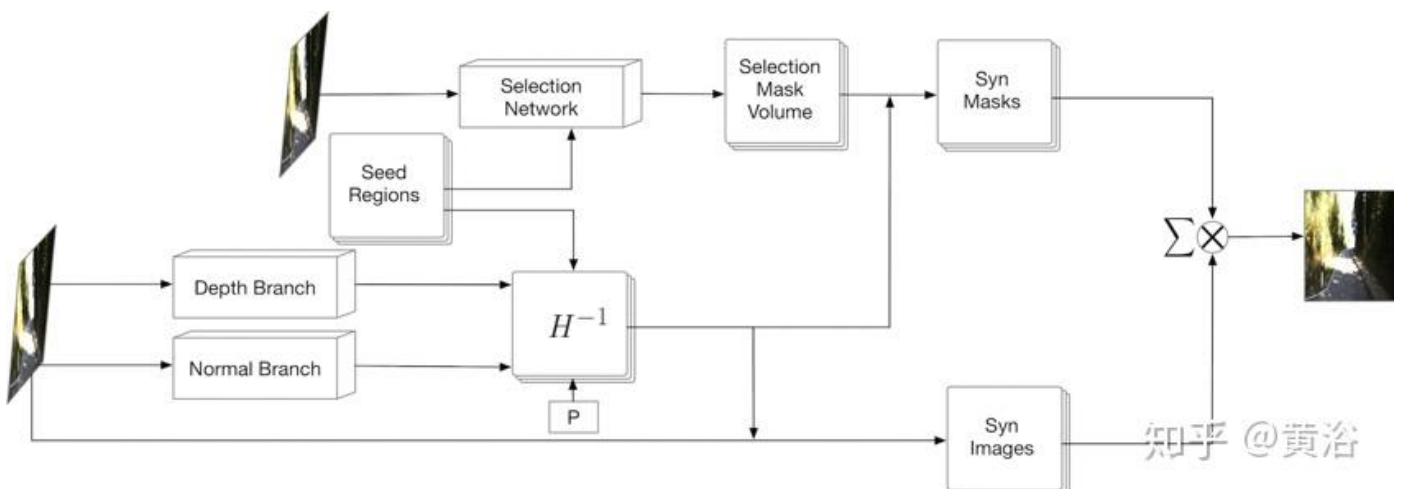 Selection
Network
Selection
Mask
Volume
Syn
Masks
Seed
Regions
Depth Branch
H⁻¹
Normal Branch
P
Σ
Syn
Images
知乎 @黄浴